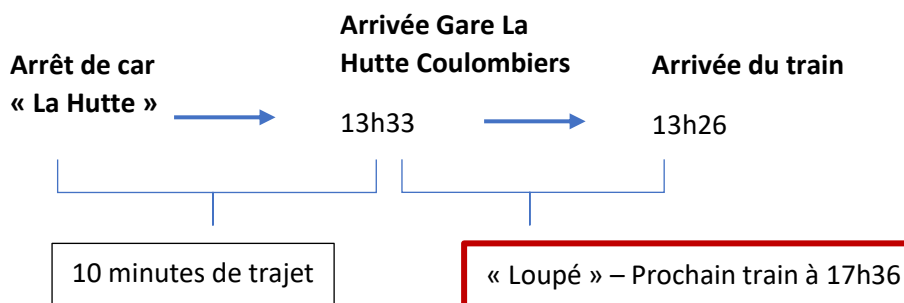 Arrêt de car
« La Hutte »
Arrivée Gare La
Hutte Coulombiers
13h33
Arrivée du train
13h26
10 minutes de trajet
« Loupé » – Prochain train à 17h36